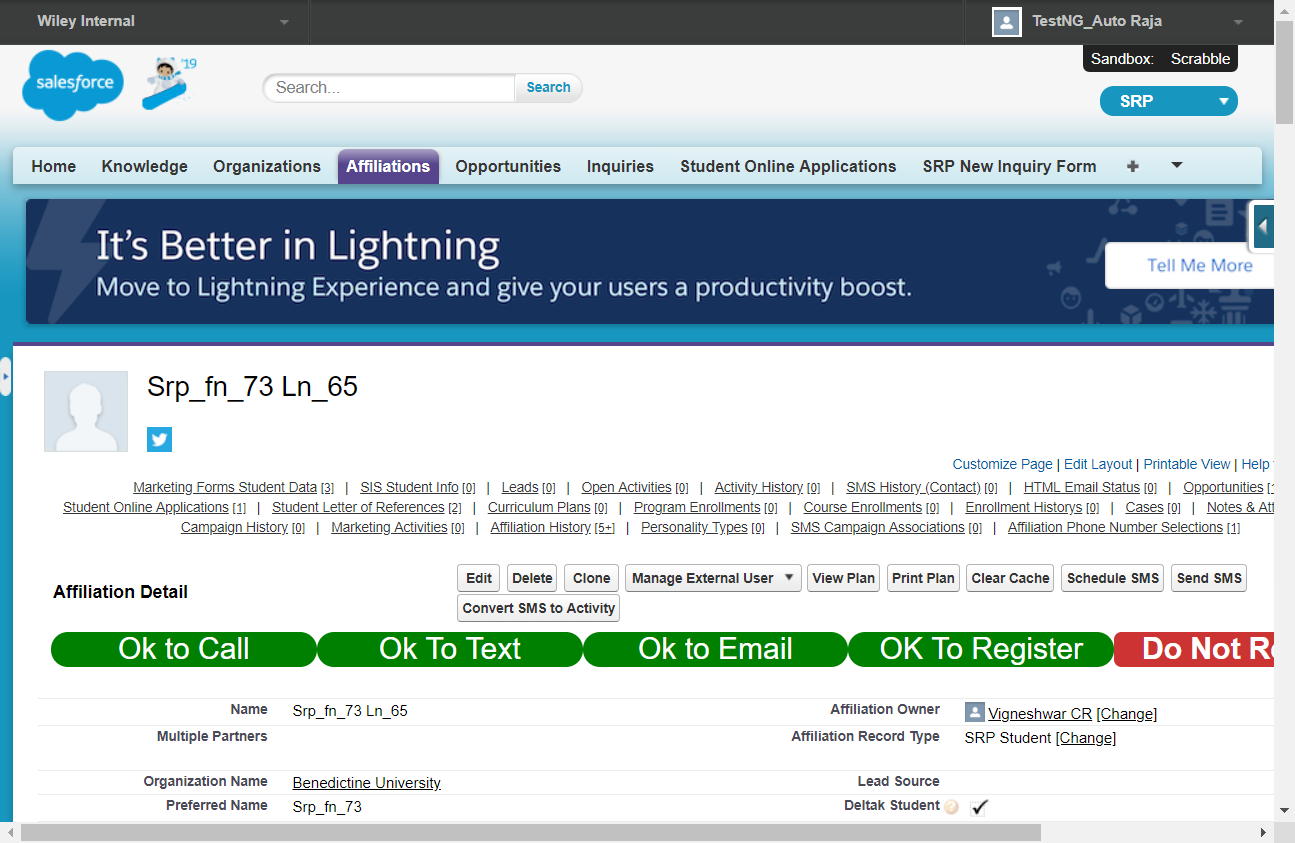 Wiley Internal
TestNG_Auto Raja
Sandbox: Scrabble
salesforce
'19
Search...
Search
SRP
Home Knowledge Organizations Affiliations Opportunities Inquiries Student Online Applications SRP New Inquiry Form +
It's Better in Lightning
Move to Lightning Experience and give your users a productivity boost.
Tell Me More
Srp_fn_73 Ln_65
Customize Page | Edit Layout | Printable View | Help
Marketing Forms Student Data [3] | SIS Student Info [0] | Leads [0] | Open Activities [0] | Activity History [0] | SMS History (Contact) [0] | HTML Email Status [0] | Opportunities [1
Student Online Applications [1] | Student Letter of References [2] | Curriculum Plans [0] | Program Enrollments [0] | Course Enrollments [0] | Enrollment Historys [0] | Cases [0] | Notes & Att
Campaign History [0] | Marketing Activities [0] | Affiliation History [5+] | Personality Types [0] | SMS Campaign Associations [0] | Affiliation Phone Number Selections [1]
Affiliation Detail
Edit Delete Clone Manage External User View Plan Print Plan Clear Cache Schedule SMS Send SMS
Convert SMS to Activity
Ok to Call Ok To Text Ok to Email OK To Register Do Not Re
Name Srp_fn_73 Ln_65 Affiliation Owner Vigneshwar CR [Change]
Multiple Partners Affiliation Record Type SRP Student [Change]
Organization Name Benedictine University Lead Source
Preferred Name Srp_fn_73 Deltak Student